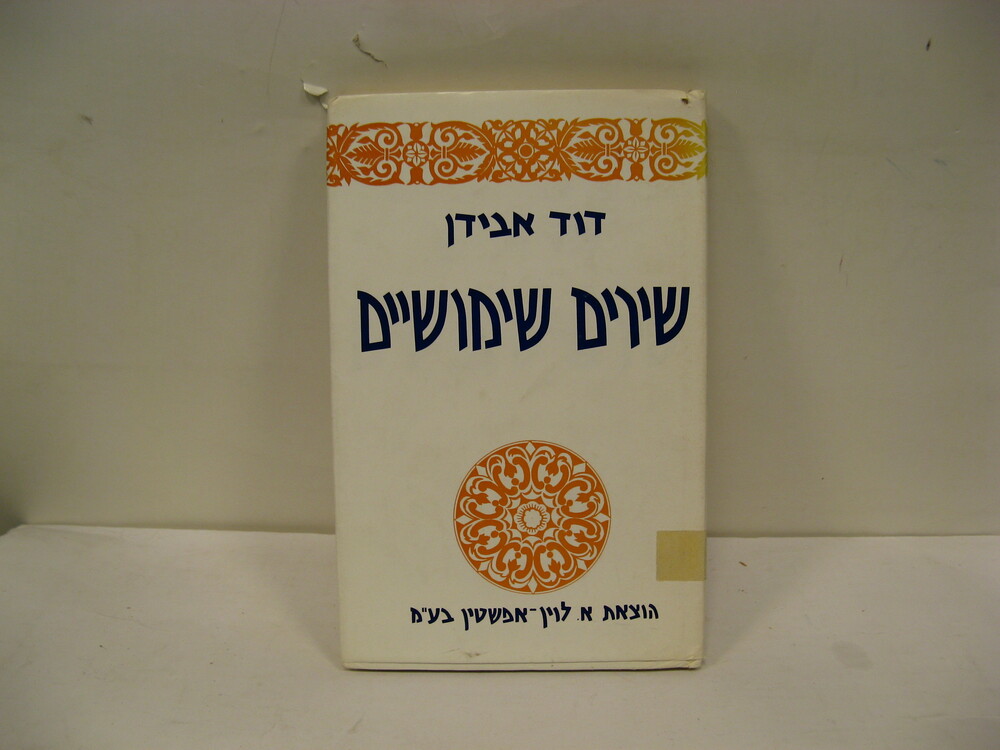 דוד אבידן
שירים שימושיים
הוצאת א. לוין-אפשטין בע"מ